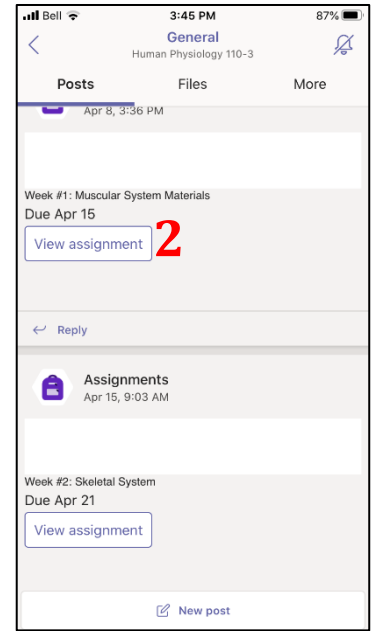 Bell 3:45 PM 87%
General
Human Physiology 110-3
Posts Files More
Apr 8, 3:36 PM
Week #1: Muscular System Materials
Due Apr 15
View assignment 2
Reply
Assignments
Apr 15, 9:03 AM
Week #2: Skeletal System
Due Apr 21
View assignment
New post